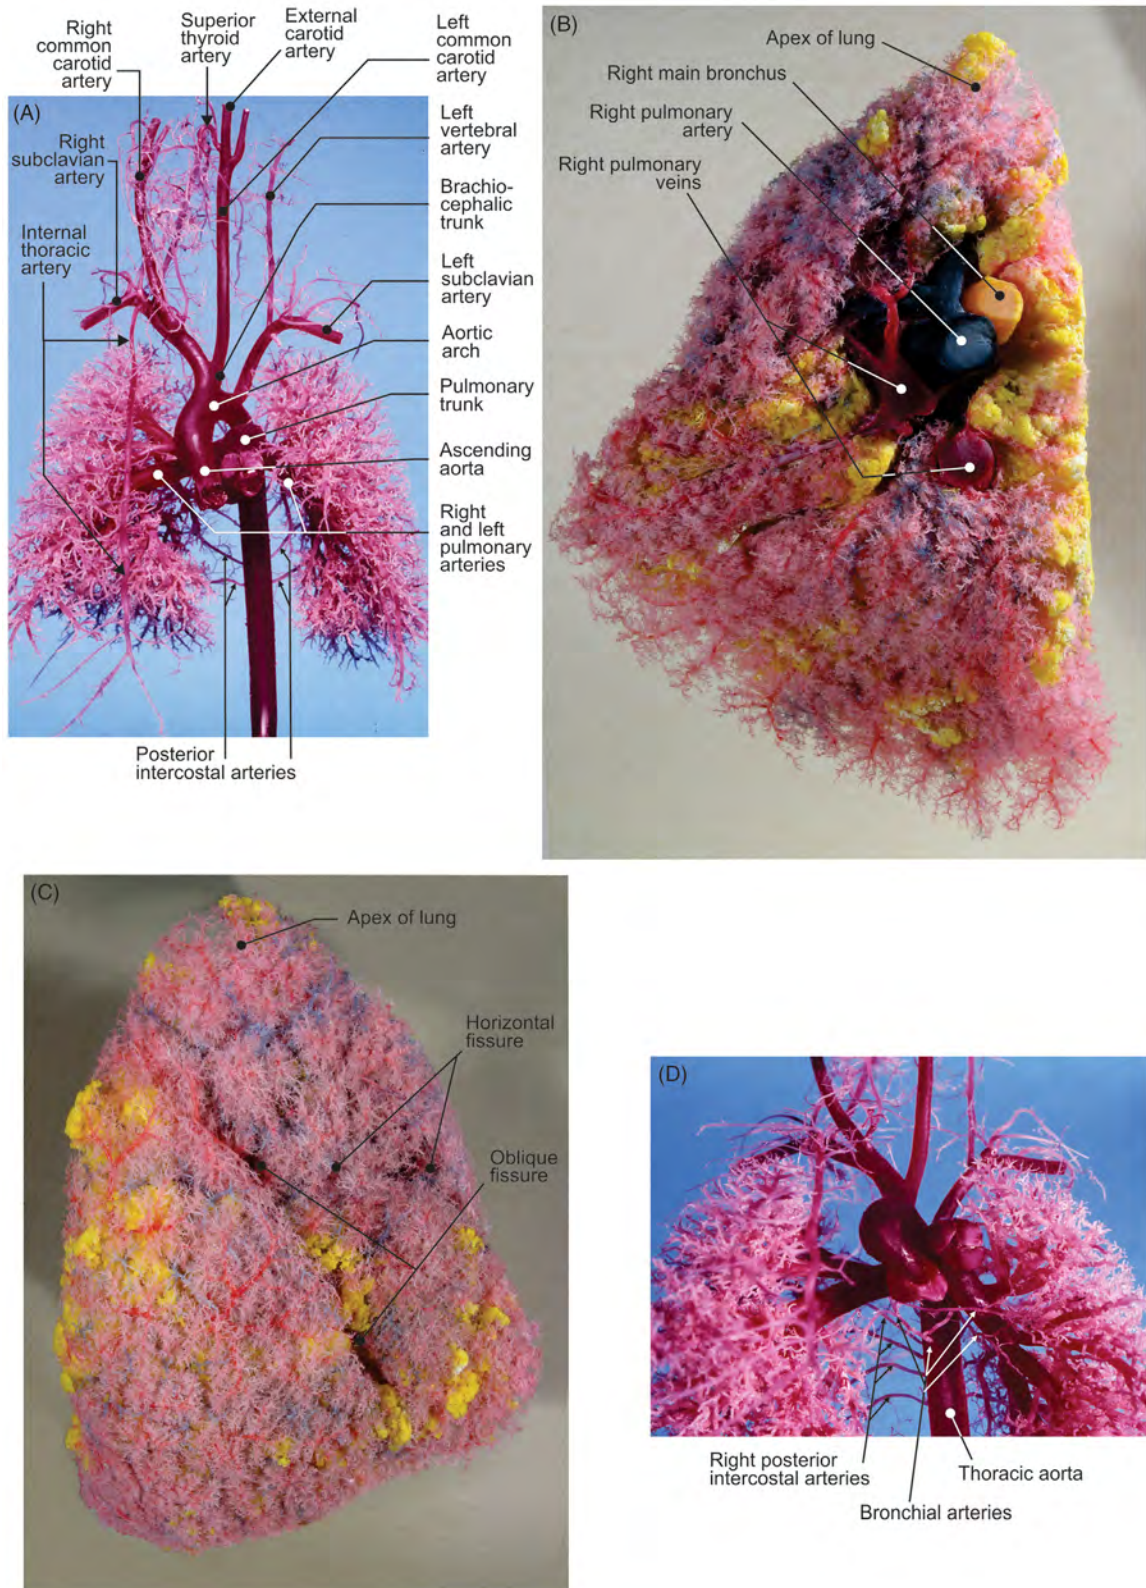 (A)
Right
common
carotid
artery
Superior
thyroid
artery
External
carotid
artery
Left
common
carotid
artery
Right
subclavian
artery
Left
vertebral
artery
Internal
thoracic
artery
Brachio-
cephalic
trunk
Left
subclavian
artery
Aortic
arch
Pulmonary
trunk
Ascending
aorta
Right
and left
pulmonary
arteries
Posterior
intercostal arteries
(B)
Apex of lung
Right main bronchus
Right pulmonary
artery
Right pulmonary
veins
(C)
Apex of lung
Horizontal
fissure
Oblique
fissure
(D)
Right posterior
intercostal arteries
Thoracic aorta
Bronchial arteries